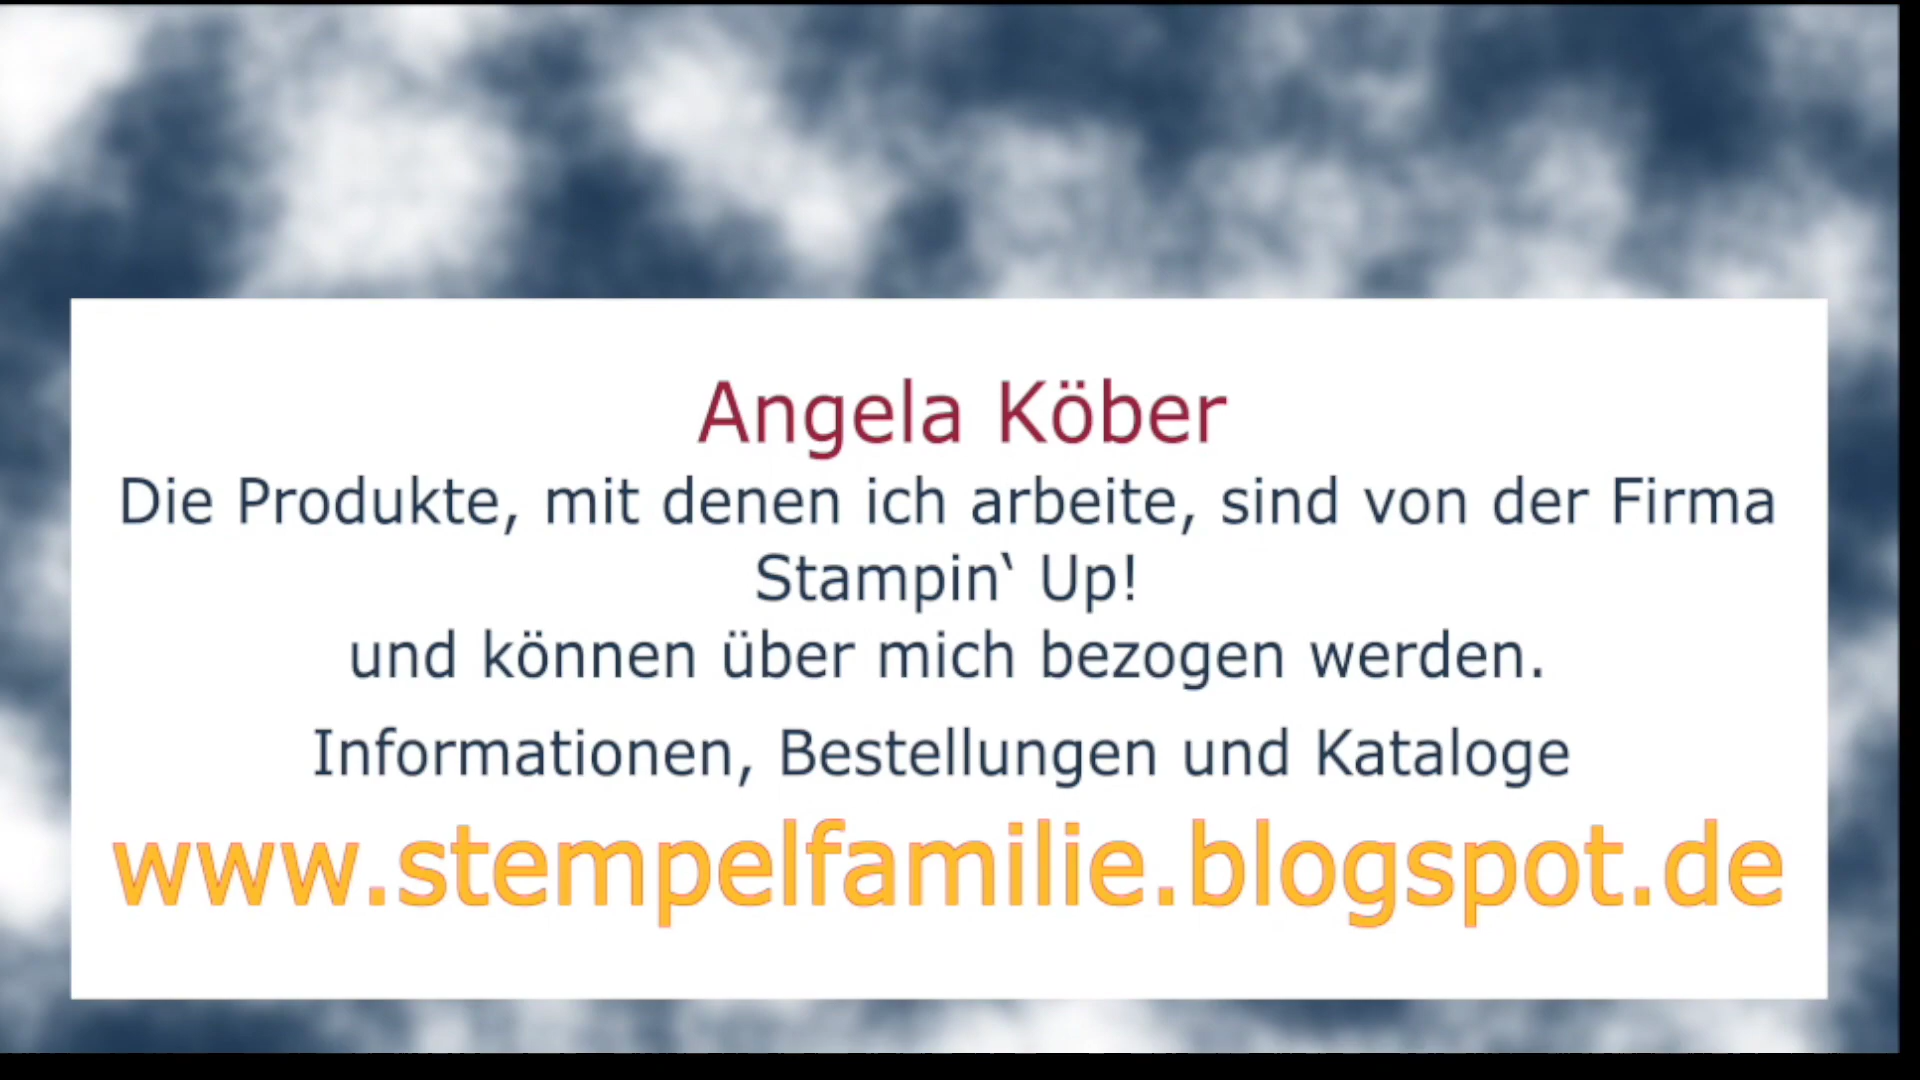 Angela Köber
Die Produkte, mit denen ich arbeite, sind von der Firma
Stampin‘ Up!
und können über mich bezogen werden.
Informationen, Bestellungen und Kataloge
www.stempelfamilie.blogspot.de